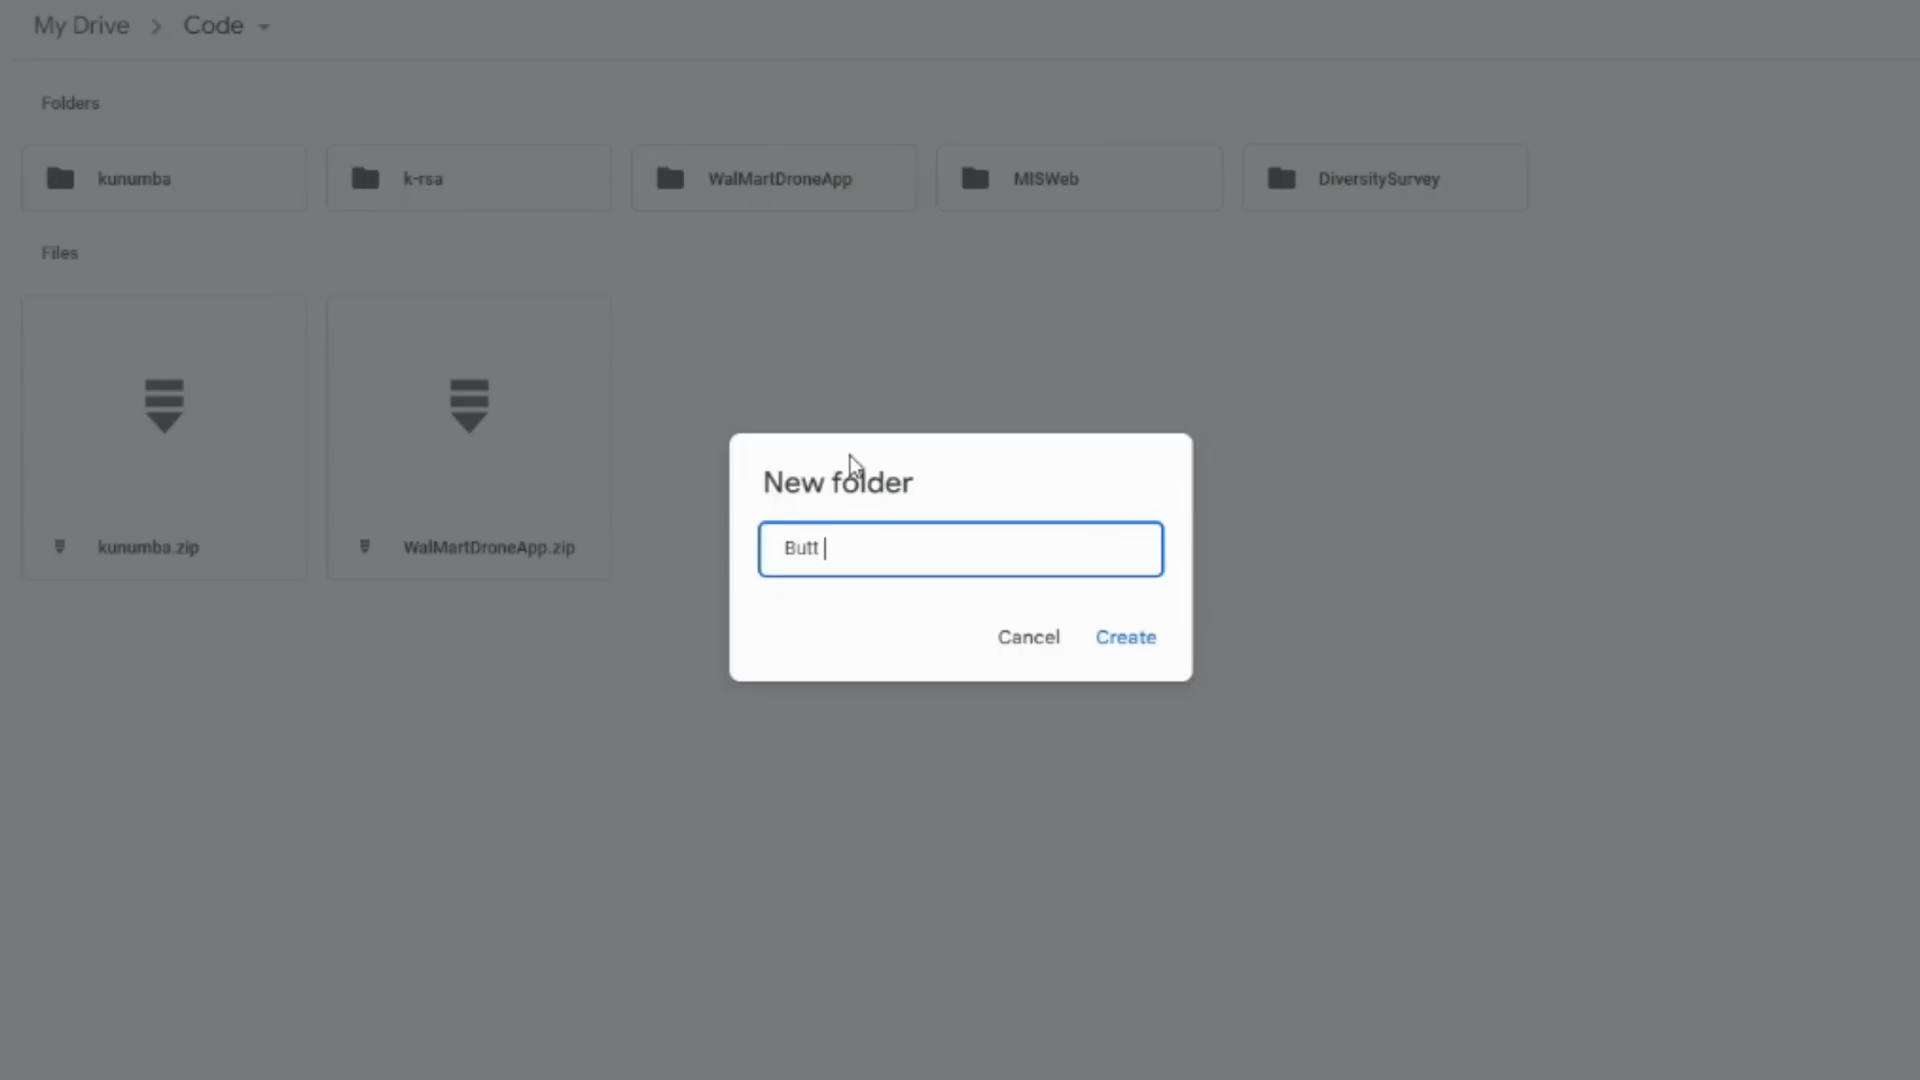 My Drive > Code
Folders
kunumba k-rsa WalMartDroneApp MISWeb DiversitySurvey
Files
kunumba.zip WalMartDroneApp.zip
New folder
Butt
Cancel Create